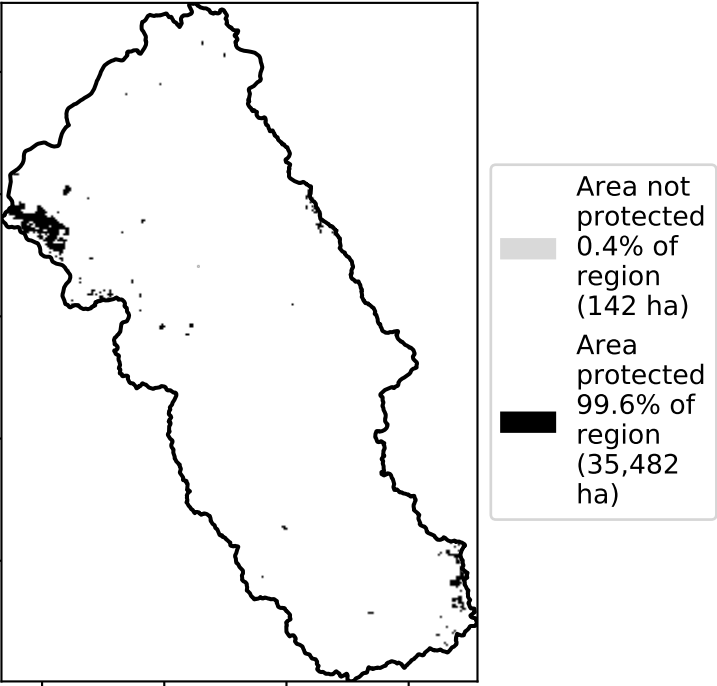 Area not
protected
0.4% of
region
(142 ha)
Area
protected
99.6% of
region
(35,482
ha)